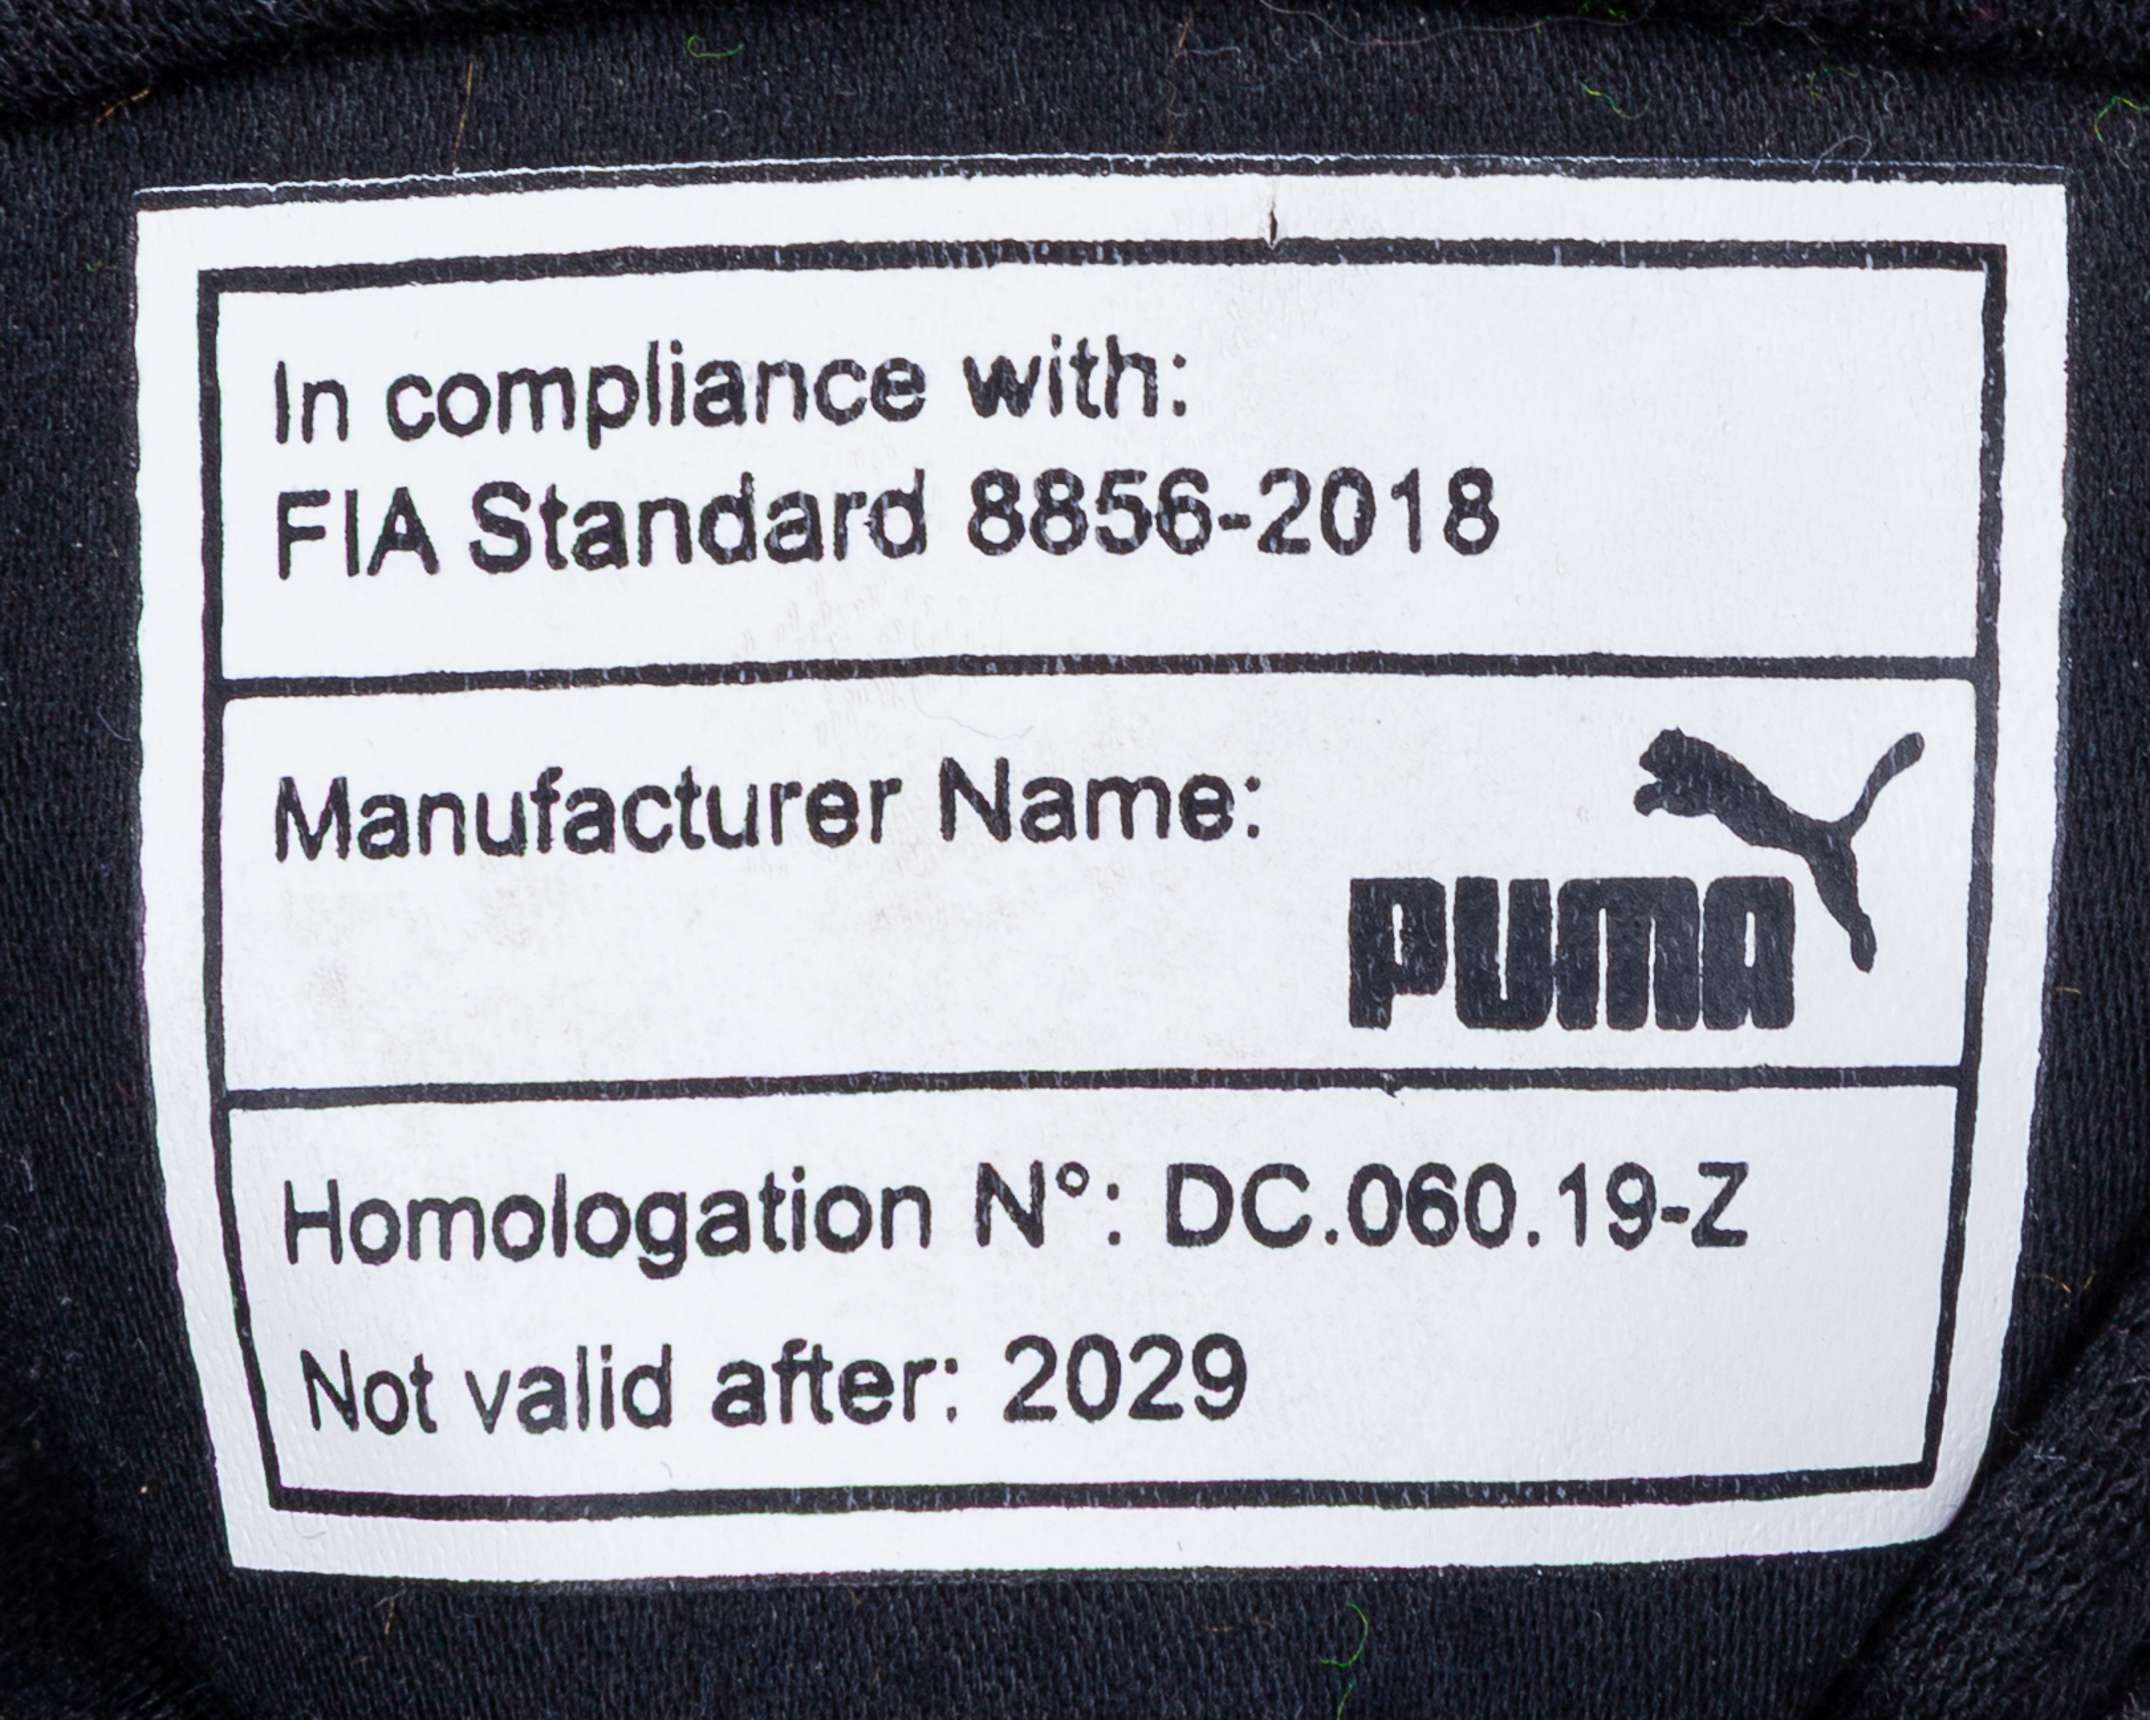 In compliance with:
FIA Standard 8856-2018
Manufacturer Name:
PUMA
Homologation N°: DC.060.19-Z
Not valid after: 2029